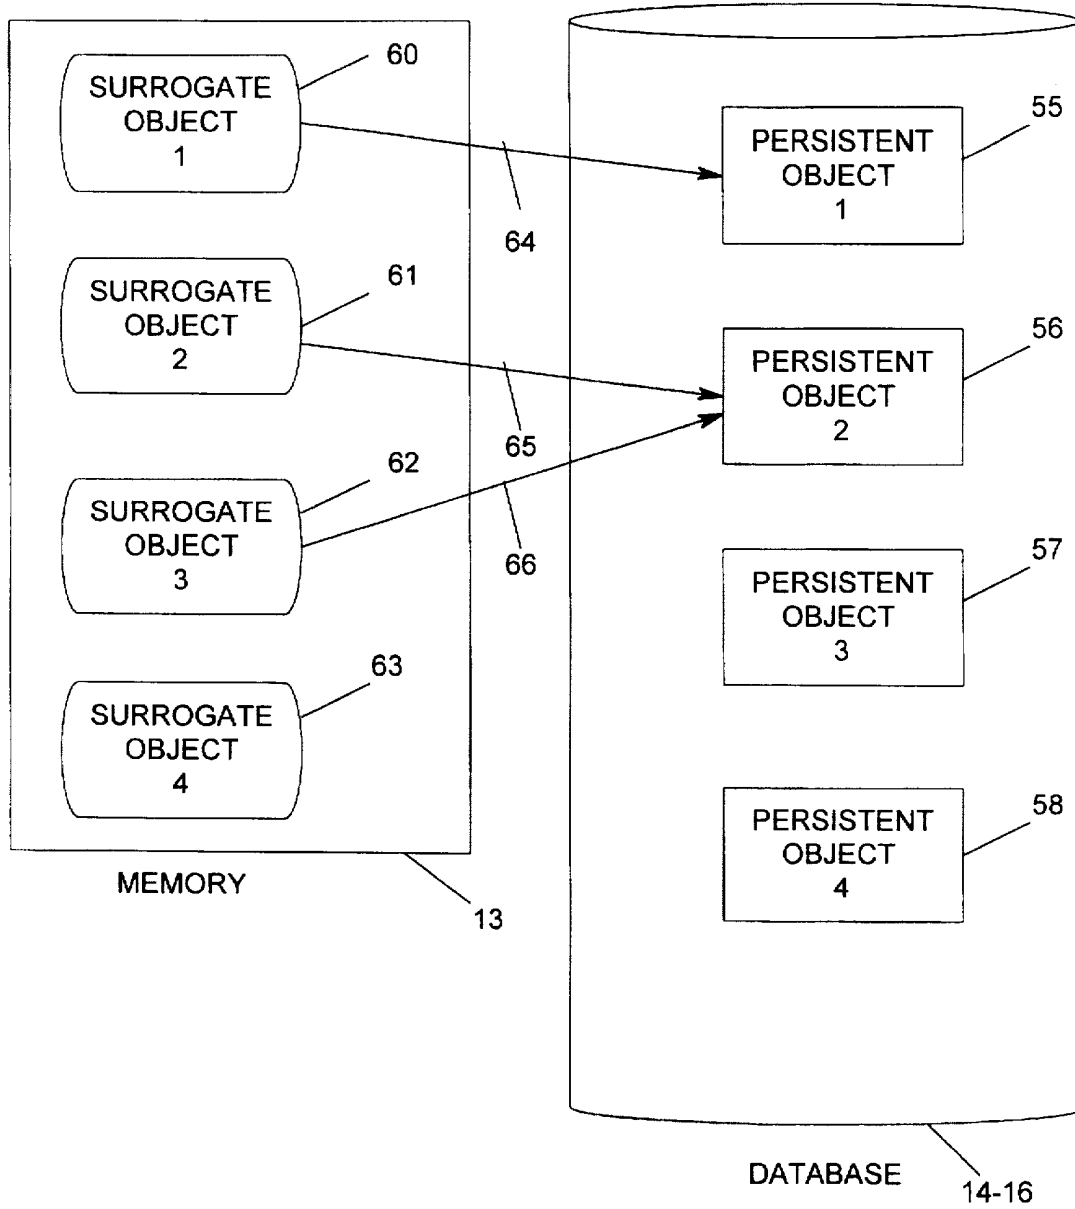 60
SURROGATE
OBJECT
1
55
PERSISTENT
OBJECT
1
64
61
SURROGATE
OBJECT
2
56
PERSISTENT
OBJECT
2
65
62
SURROGATE
OBJECT
3
66
57
PERSISTENT
OBJECT
3
63
SURROGATE
OBJECT
4
58
PERSISTENT
OBJECT
4
MEMORY
13
DATABASE
14-16